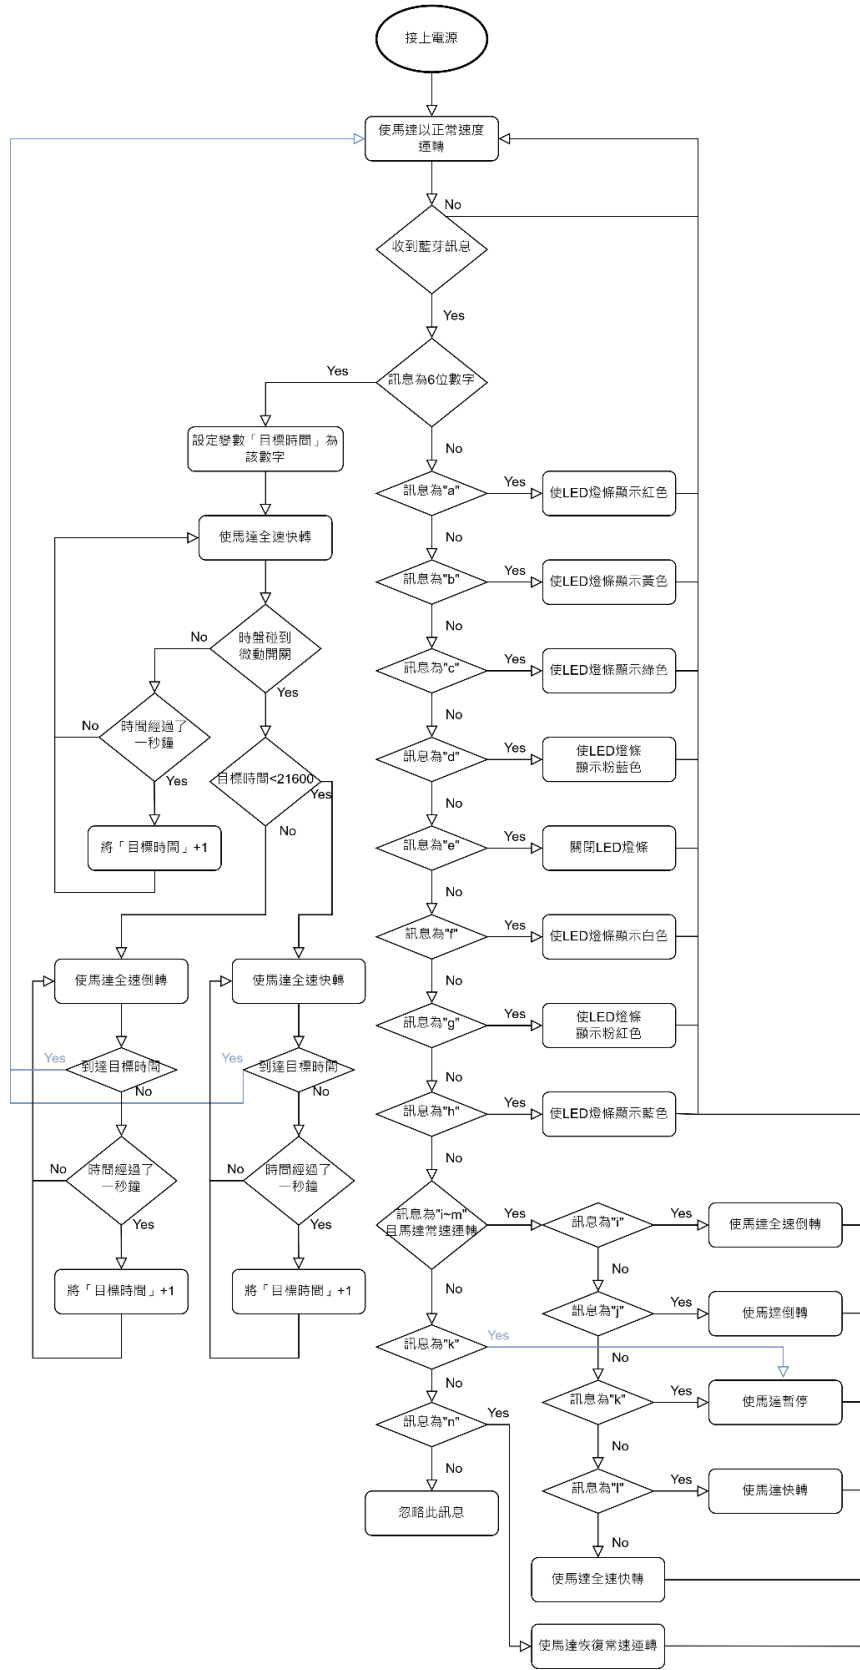 接上電源
使馬達以正常速度
運轉
No
收到藍芽訊息
Yes
Yes
訊息為6位數字
設定變數「目標時間」為
該數字
No
訊息為"a"
Yes
使LED燈條顯示紅色
使馬達全速快轉
No
訊息為"b"
Yes
使LED燈條顯示黃色
No
時盤碰到
微動開關
No
訊息為"c"
Yes
使LED燈條顯示綠色
Yes
No
時間經過了
一秒鐘
No
訊息為"d"
Yes
使LED燈條
顯示粉藍色
目標時間<21600
Yes
Yes
No
No
將「目標時間」+1
訊息為"e"
Yes
關閉LED燈條
No
訊息為"f"
Yes
使LED燈條顯示白色
使馬達全速倒轉
使馬達全速快轉
No
訊息為"g"
Yes
使LED燈條
顯示粉紅色
Yes
到達目標時間
Yes
到達目標時間
No
No
No
訊息為"h"
Yes
使LED燈條顯示藍色
No
時間經過了
一秒鐘
No
時間經過了
一秒鐘
No
Yes
Yes
訊息為"i~m"
且馬達常速運轉
Yes
訊息為"i"
Yes
使馬達全速倒轉
將「目標時間」+1
將「目標時間」+1
No
No
訊息為"j"
Yes
使馬達倒轉
訊息為"k"
Yes
No
No
訊息為"k"
Yes
使馬達暫停
訊息為"n"
Yes
No
No
訊息為"l"
Yes
使馬達快轉
忽略此訊息
No
使馬達全速快轉
使馬達恢復常速運轉